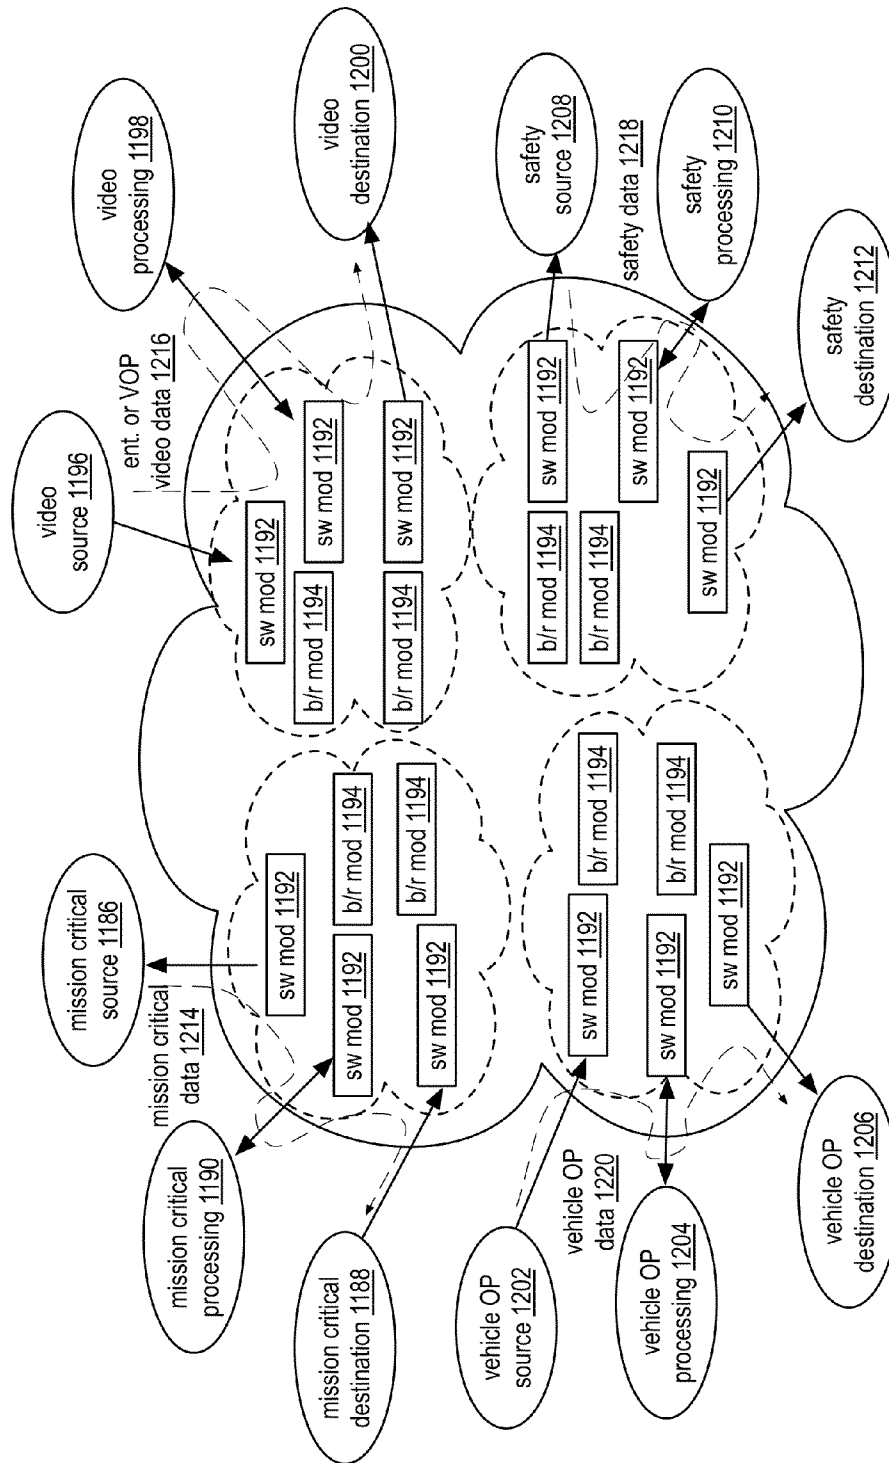 mission critical
source 1186
mission critical
data 1214
mission critical
processing 1190
mission critical
destination 1188
sw mod 1192
sw mod 1192
b/r mod 1194
sw mod 1192
b/r mod 1194
video
source 1196
ent. or VOP
video data 1216
video
processing 1198
video
destination 1200
sw mod 1192
b/r mod 1194
sw mod 1192
b/r mod 1194
sw mod 1192
vehicle OP
source 1202
vehicle OP
data 1220
vehicle OP
processing 1204
vehicle OP
destination 1206
sw mod 1192
b/r mod 1194
sw mod 1192
b/r mod 1194
sw mod 1192
b/r mod 1194
sw mod 1192
b/r mod 1194
sw mod 1192
sw mod 1192
safety
source 1208
safety data 1218
safety
processing 1210
safety
destination 1212